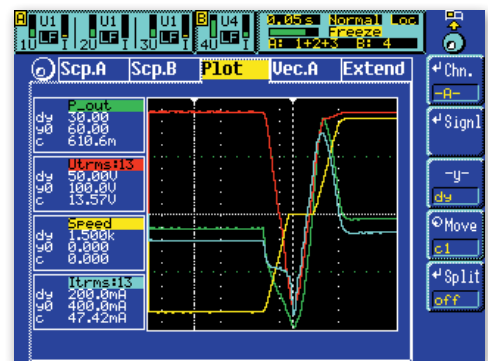 A U1 U1 U1 B U4 0.05s Normal Loc
LF LF LF LF Freeze
1U I 2U I 3U I 4U I A: 1+2+3 B: 4
Scp.A Scp.B Plot Vec.A Extend
Chn.
-A-
Signl
-y-
dy
Move
c1
Split
off
P_out
dy 30.00
y0 60.00
c 610.6m
Utrms:13
dy 50.00V
y0 100.0V
c 13.57V
Speed
dy 1.500k
y0 0.000
c 0.000
Itrms:13
dy 200.0mA
y0 400.0mA
c 47.42mA